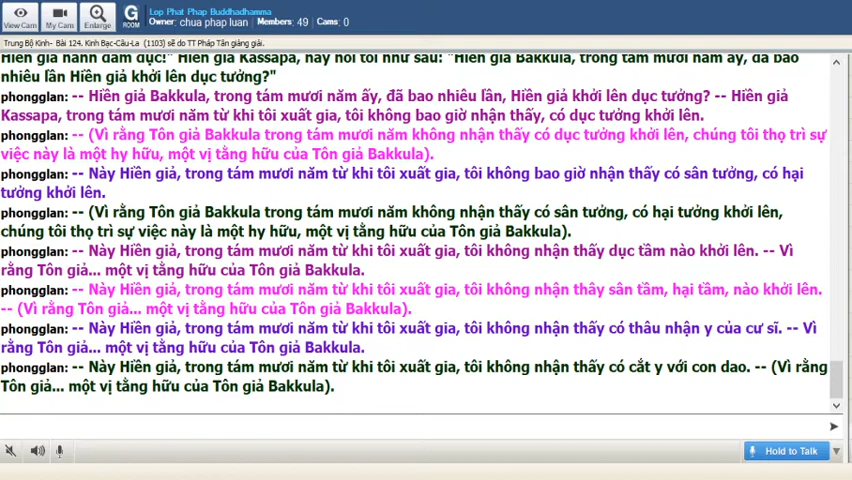 View Cam
My Cam
Enlarge
G
ROOM
Lop Phat Phap Buddhadhamma
Owner: chua phap luan Members: 49 Cams: 0
Trung Bộ Kinh- Bài 124. Kinh Bạc-Câu-La (1103) sẽ do TT Pháp Tân giảng giải.
Hiền giả hành dâm dục!" Hiền giả Kassapa, hãy hỏi tôi như sau: "Hiền giả Bakkula, trong tám mươi năm ấy, đã bao
nhiêu lần Hiền giả khởi lên dục tưởng?"
phongglan: -- Hiền giả Bakkula, trong tám mươi năm ấy, đã bao nhiêu lần, Hiền giả khởi lên dục tưởng? -- Hiền giả
Kassapa, trong tám mươi năm từ khi tôi xuất gia, tôi không bao giờ nhận thấy, có dục tưởng khởi lên.
phongglan: -- (Vì rằng Tôn giả Bakkula trong tám mươi năm không nhận thấy có dục tưởng khởi lên, chúng tôi thọ trì sự
việc này là một hy hữu, một vị tằng hữu của Tôn giả Bakkula).
phongglan: -- Này Hiền giả, trong tám mươi năm từ khi tôi xuất gia, tôi không bao giờ nhận thấy có sân tưởng, có hại
tưởng khởi lên.
phongglan: -- (Vì rằng Tôn giả Bakkula trong tám mươi năm không nhận thấy có sân tưởng, có hại tưởng khởi lên,
chúng tôi thọ trì sự việc này là một hy hữu, một vị tằng hữu của Tôn giả Bakkula).
phongglan: -- Này Hiền giả, trong tám mươi năm từ khi tôi xuất gia, tôi không nhận thấy dục tầm nào khởi lên. -- Vì
rằng Tôn giả... một vị tằng hữu của Tôn giả Bakkula.
phongglan: -- Này Hiền giả, trong tám mươi năm từ khi tôi xuất gia, tôi không nhận thây sân tầm, hại tầm, nào khởi lên.
-- (Vì rằng Tôn giả... một vị tằng hữu của Tôn giả Bakkula).
phongglan: -- Này Hiền giả, trong tám mươi năm từ khi tôi xuất gia, tôi không nhận thấy có thâu nhận y của cư sĩ. -- Vì
rằng Tôn giả... một vị tằng hữu của Tôn giả Bakkula.
phongglan: -- Này Hiền giả, trong tám mươi năm từ khi tôi xuất gia, tôi không nhận thấy có cắt y với con dao. -- (Vì rằng
Tôn giả... một vị tằng hữu của Tôn giả Bakkula).
Hold to Talk